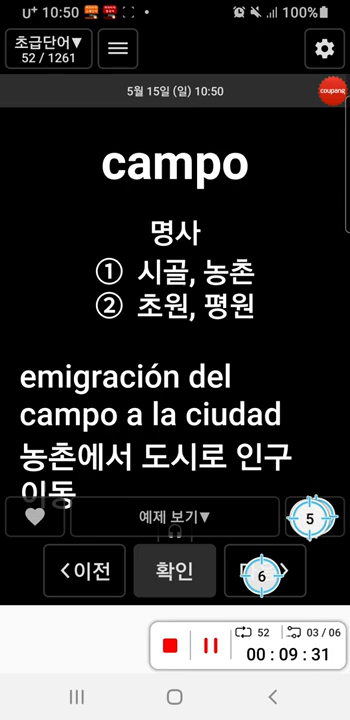 U+ 10:50 100%
초급단어▼
52 / 1261
5월 15일 (일) 10:50
coupang
campo
명사
① 시골, 농촌
② 초원, 평원
emigración del
campo a la ciudad
농촌에서 도시로 인구
이동
예제 보기▼
5
이전
확인
6
52 03 / 06
00 : 09 : 31